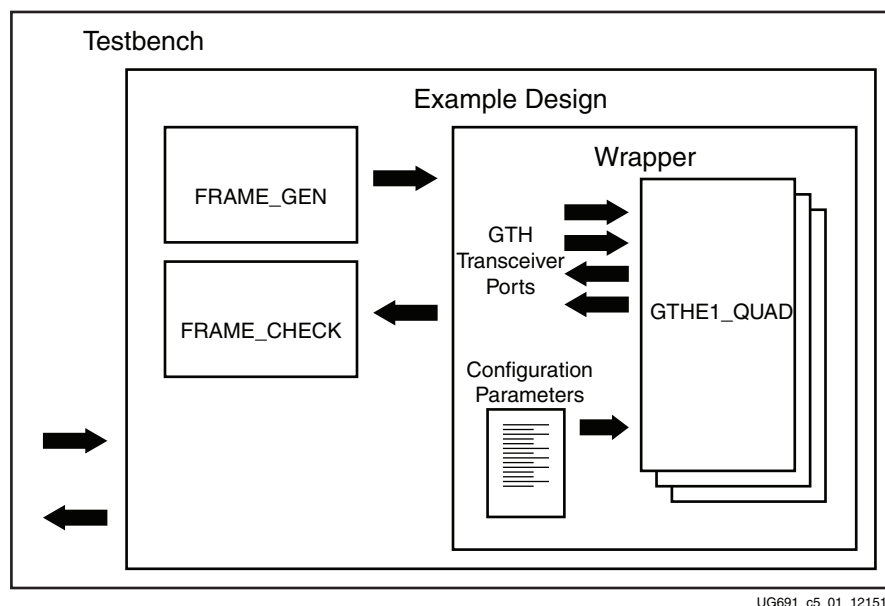 Testbench
Example Design
Wrapper
FRAME_GEN
GTH
Transceiver
Ports
FRAME_CHECK
GTHE1_QUAD
Configuration
Parameters
UG691_c5_01_12151